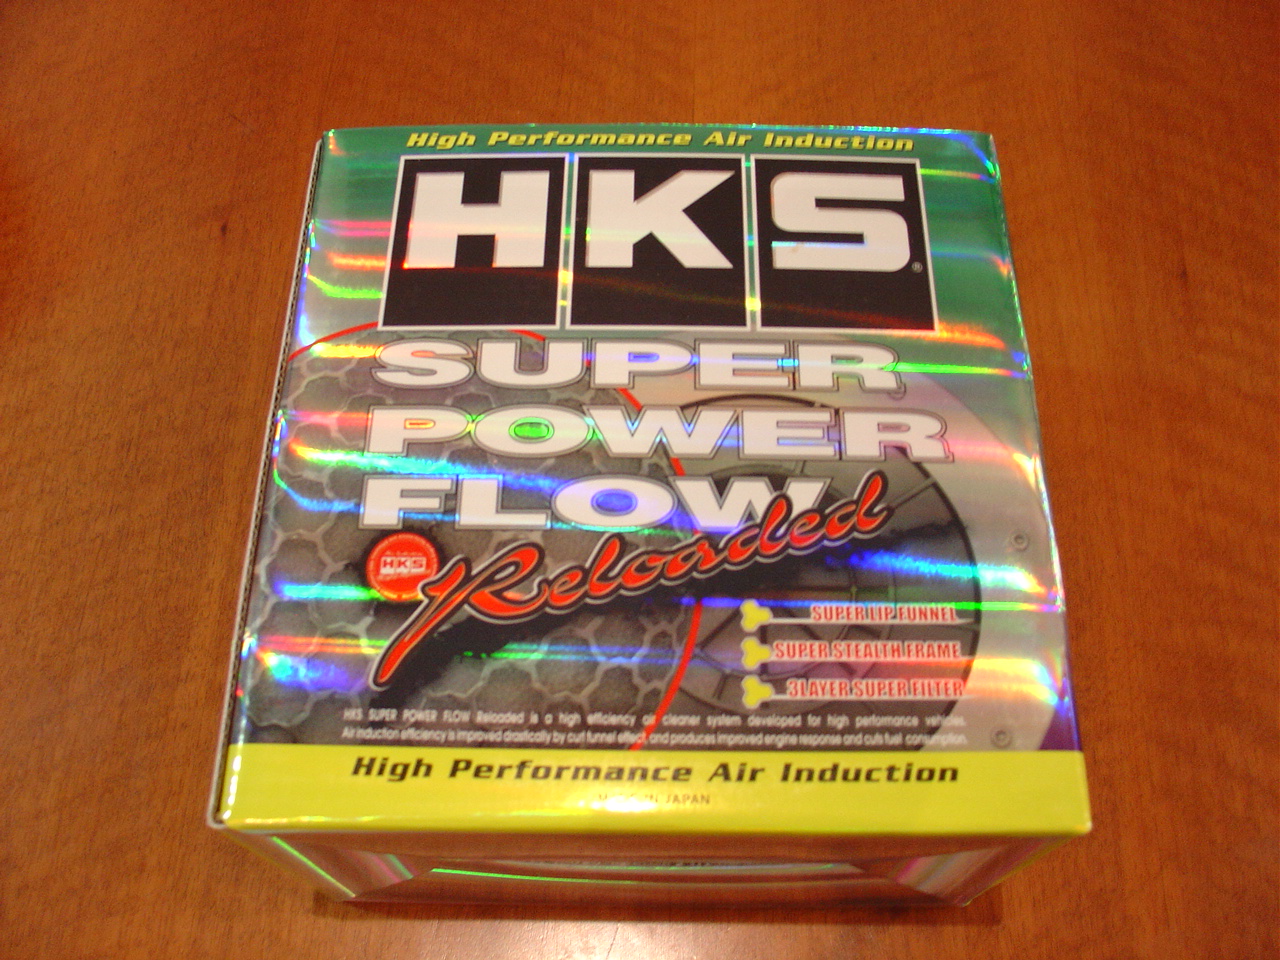 High Performance Air Induction
HKS®
SUPER
POWER
FLOW
Reloaded
HKS
SUPER LIP FUNNEL
SUPER STEALTH FRAME
3LAYER SUPER FILTER
HKS SUPER POWER FLOW Reloaded is a high efficiency air cleaner system developed for high performance vehicles.
Air induction efficiency is improved drastically by curl funnel effect, and produces improved engine response and cuts fuel consumption.
High Performance Air Induction
MADE IN JAPAN